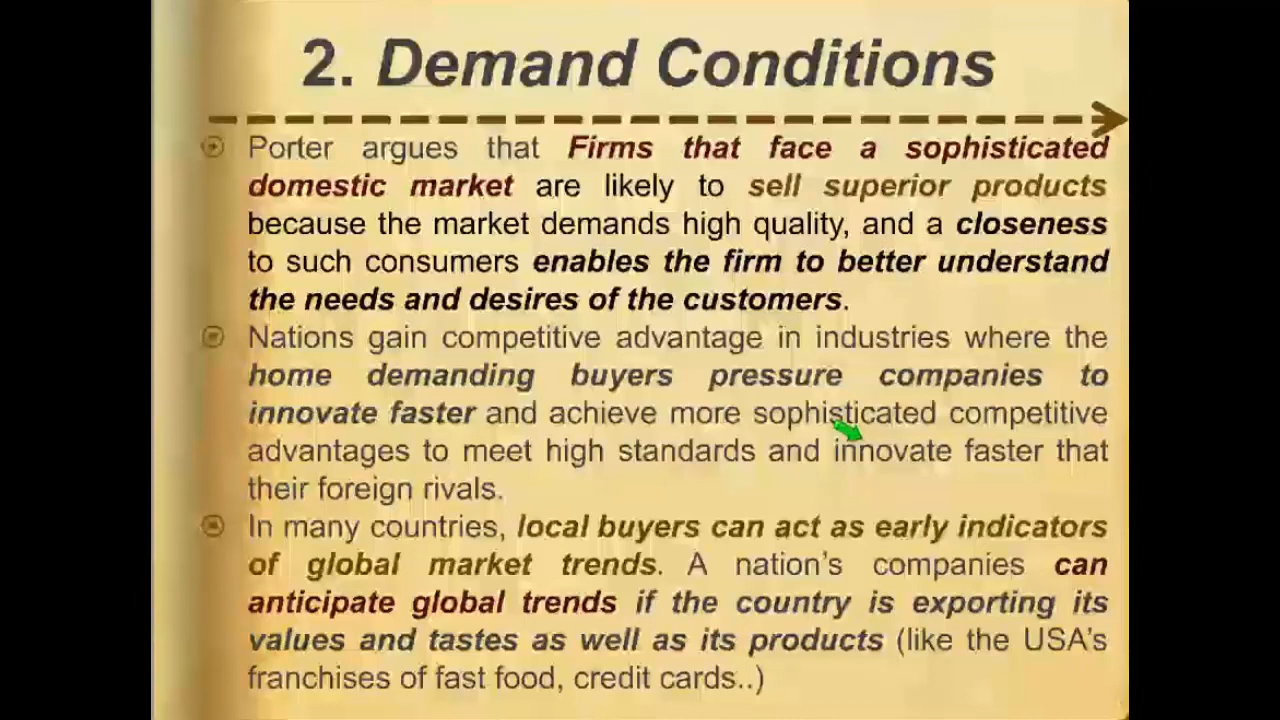 2. Demand Conditions
Porter argues that Firms that face a sophisticated
domestic market are likely to sell superior products
because the market demands high quality, and a closeness
to such consumers enables the firm to better understand
the needs and desires of the customers.
Nations gain competitive advantage in industries where the
home demanding buyers pressure companies to
innovate faster and achieve more sophisticated competitive
advantages to meet high standards and innovate faster that
their foreign rivals.
In many countries, local buyers can act as early indicators
of global market trends. A nation's companies can
anticipate global trends if the country is exporting its
values and tastes as well as its products (like the USA's
franchises of fast food, credit cards..)